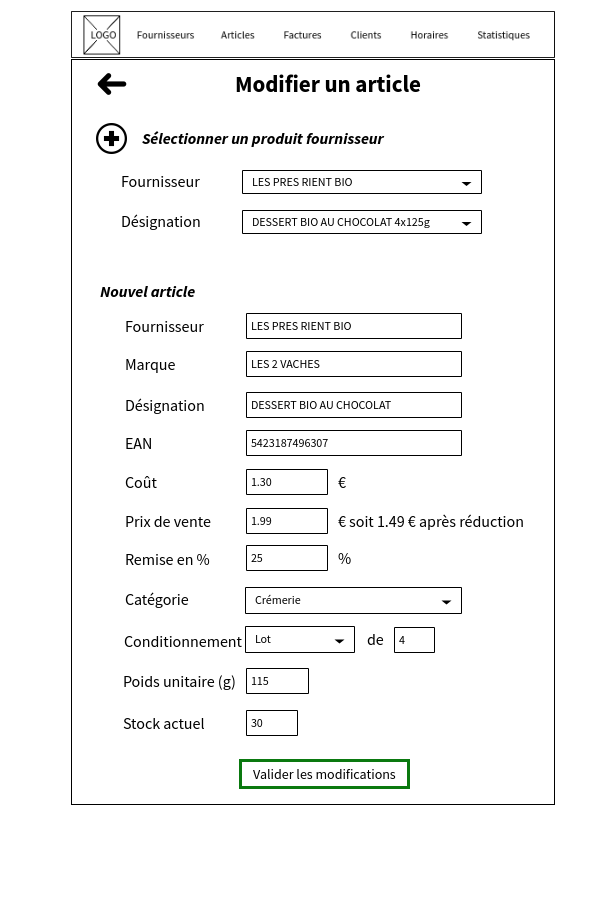 LOGO Fournisseurs Articles Factures Clients Horaires Statistiques
Modifier un article
Sélectionner un produit fournisseur
Fournisseur LES PRES RIENT BIO
Désignation DESSERT BIO AU CHOCOLAT 4x125g
Nouvel article
Fournisseur LES PRES RIENT BIO
Marque LES 2 VACHES
Désignation DESSERT BIO AU CHOCOLAT
EAN 5423187496307
Coût 1.30 €
Prix de vente 1.99 € soit 1.49 € après réduction
Remise en % 25 %
Catégorie Crémerie
Conditionnement Lot de 4
Poids unitaire (g) 115
Stock actuel 30
Valider les modifications